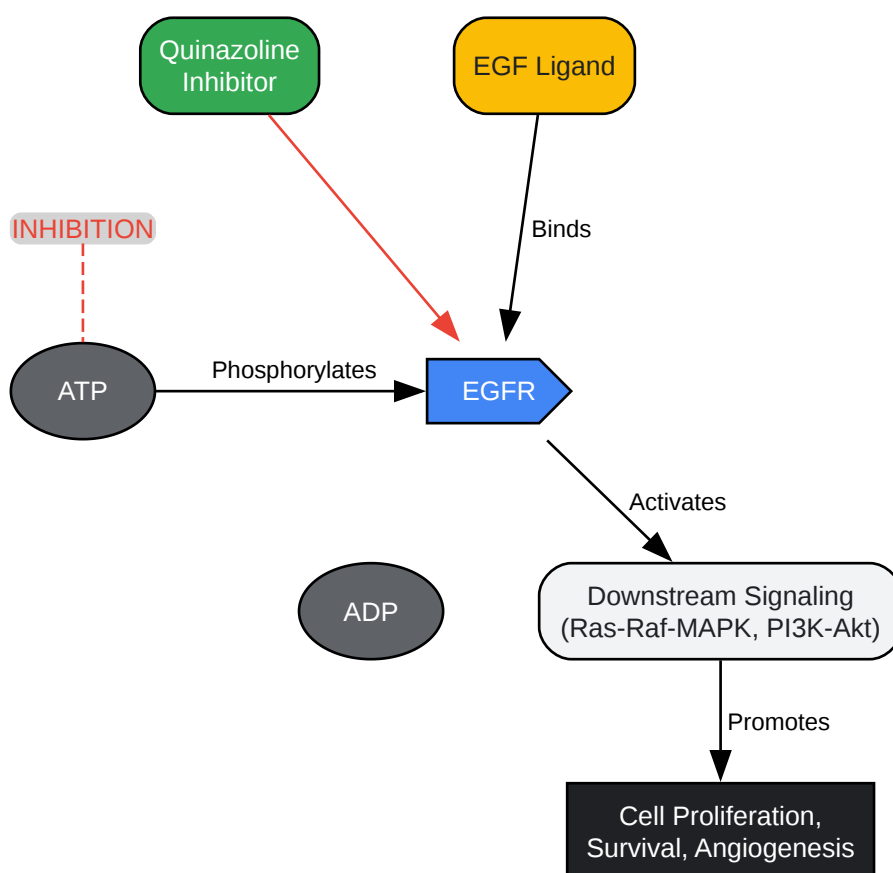 Quinazoline
Inhibitor
EGF Ligand
INHIBITION
Binds
ATP
Phosphorylates
EGFR
Activates
ADP
Downstream Signaling
(Ras-Raf-MAPK, PI3K-Akt)
Promotes
Cell Proliferation,
Survival, Angiogenesis